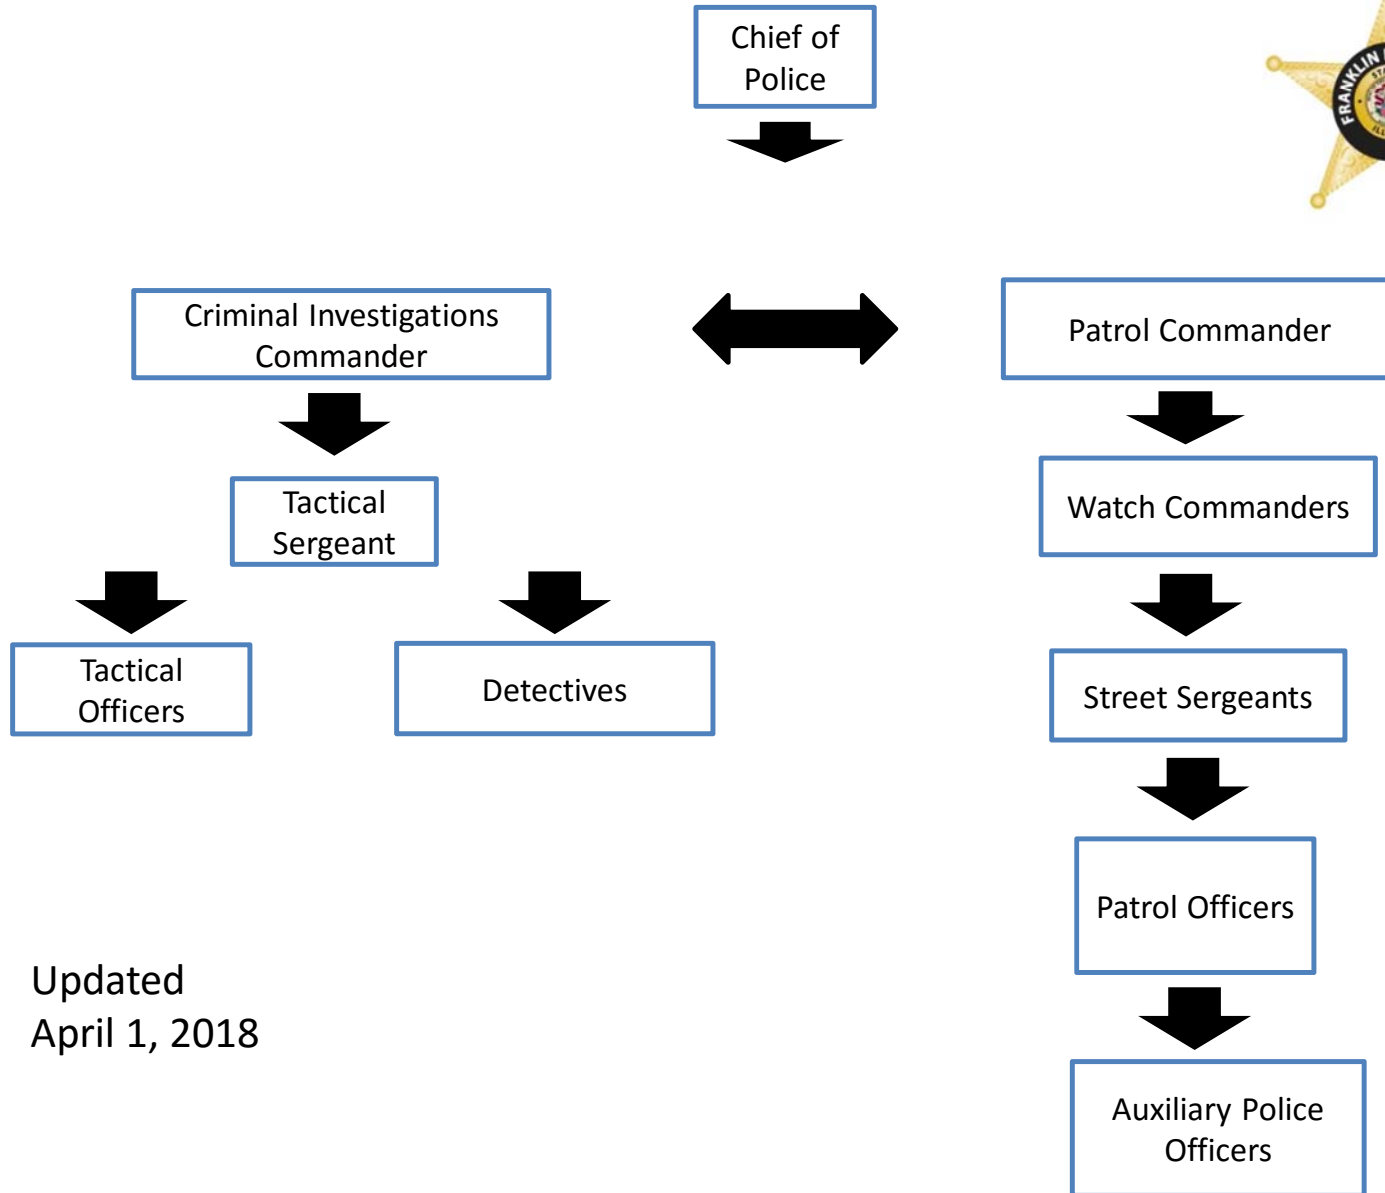 Chief of
Police
FRANKLIN
Criminal Investigations
Commander
Patrol Commander
Tactical
Sergeant
Watch Commanders
Tactical
Officers
Detectives
Street Sergeants
Patrol Officers
Updated
April 1, 2018
Auxiliary Police
Officers